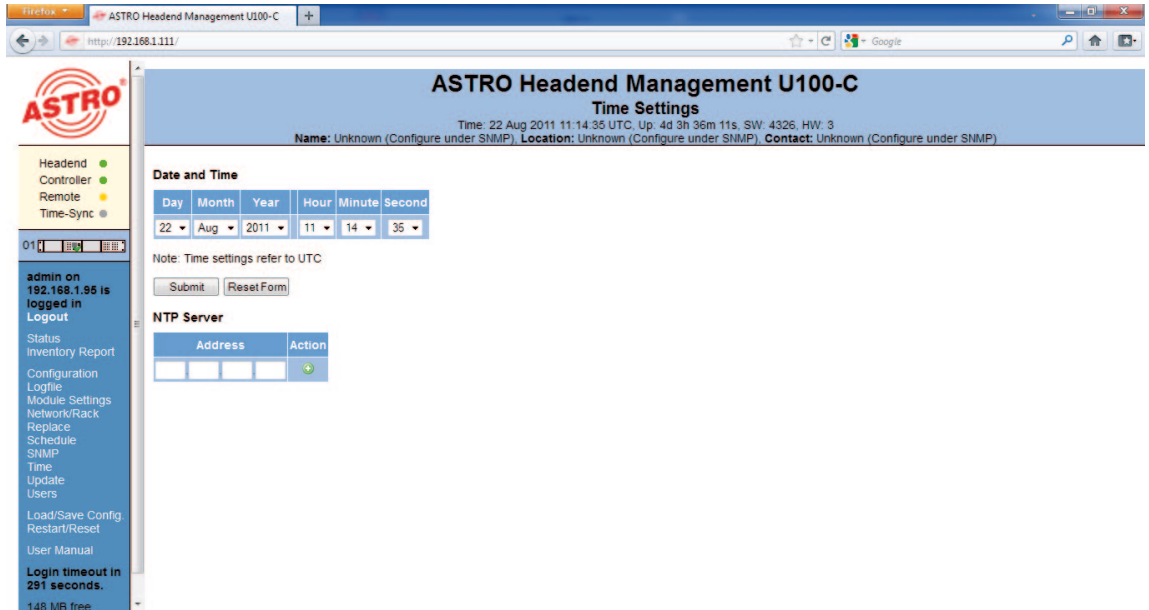 Firefox
ASTRO Headend Management U100-C
http://192.168.1.111/
Google
ASTRO
Headend
Controller
Remote
Time-Sync
01
admin on
192.168.1.95 is
logged in
Logout
Status
Inventory Report
Configuration
Logfile
Module Settings
Network/Rack
Replace
Schedule
SNMP
Time
Update
Users
Load/Save Config.
Restart/Reset
User Manual
Login timeout in
291 seconds.
148 MB free
ASTRO Headend Management U100-C
Time Settings
Time: 22 Aug 2011 11:14:35 UTC, Up: 4d 3h 36m 11s, SW: 4326, HW: 3
Name: Unknown (Configure under SNMP), Location: Unknown (Configure under SNMP), Contact: Unknown (Configure under SNMP)
Date and Time
Day Month Year Hour Minute Second
22 Aug 2011 11 14 35
Note: Time settings refer to UTC
Submit Reset Form
NTP Server
Address Action